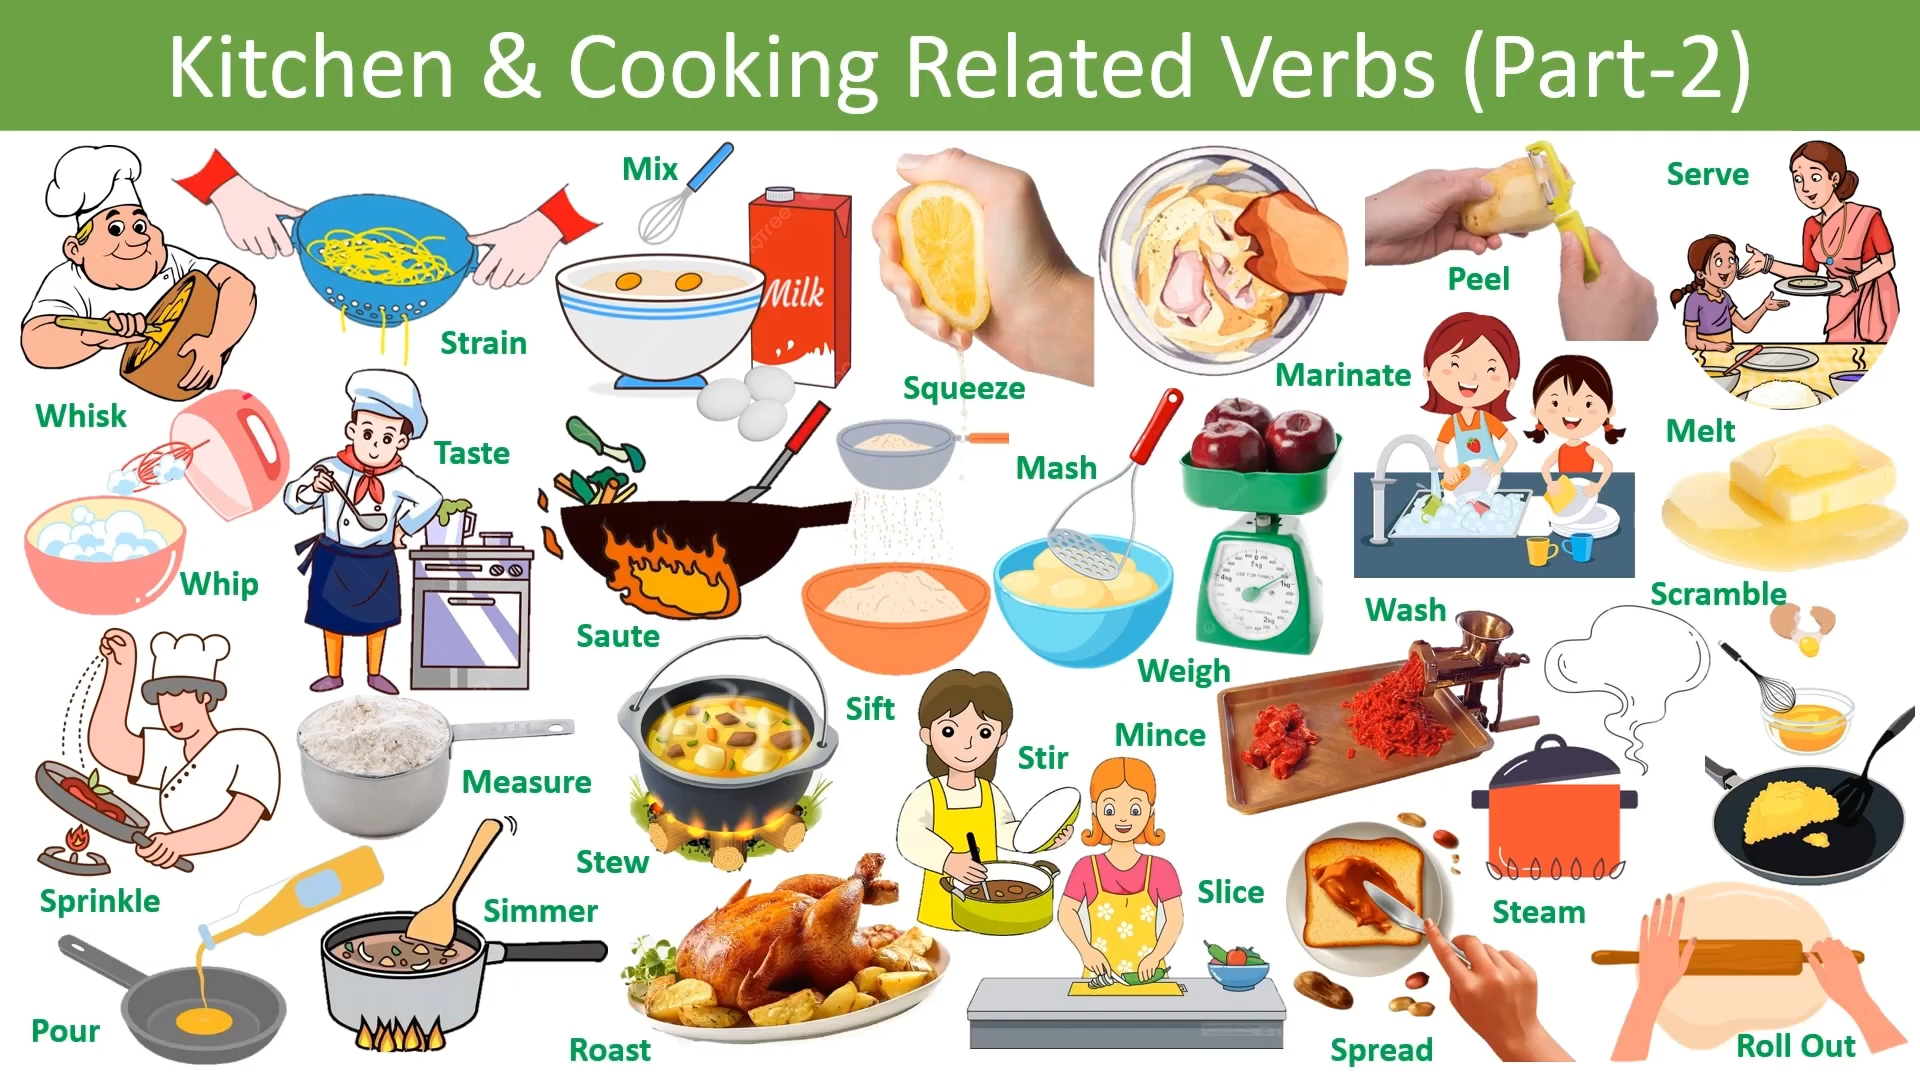 Kitchen & Cooking Related Verbs (Part-2)
Mix
Serve
Milk
Peel
Strain
Squeeze
Marinate
Whisk
Taste
Mash
Melt
Whip
Saute
Wash
Scramble
Weigh
Sift
Stir
Mince
Measure
Stew
Slice
Sprinkle
Simmer
Steam
Pour
Roast
Spread
Roll Out